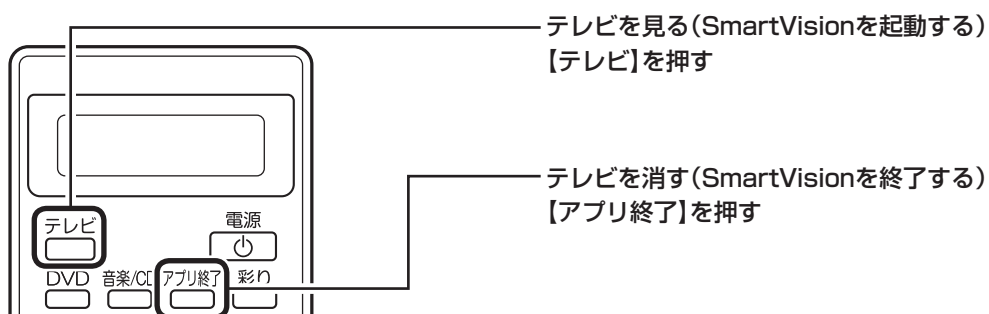 テレビを見る（SmartVisionを起動する）
【テレビ】を押す
テレビを消す（SmartVisionを終了する）
【アプリ終了】を押す
テレビ
電源
DVD 音楽/CD アプリ終了 彩り